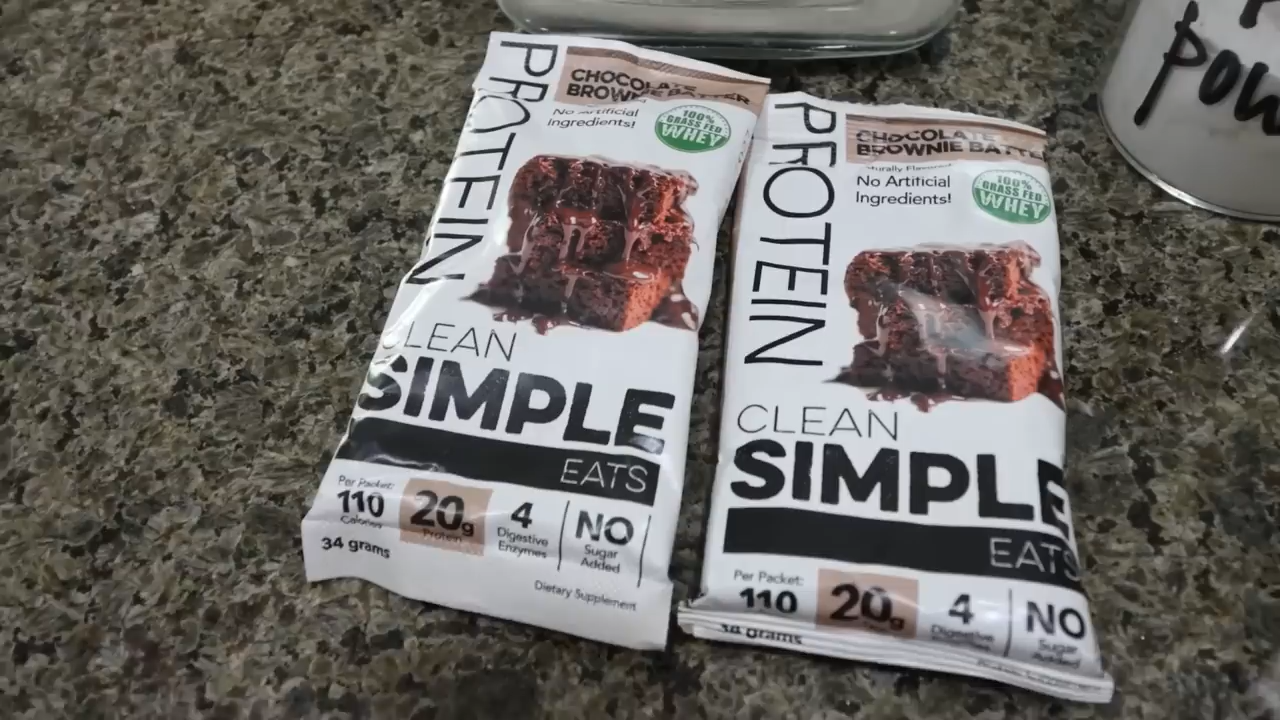 PROTEIN
CHOCOLATE
BROWNIE BATTER
No Artificial
Ingredients!
100%
GRASS FED
WHEY
CLEAN
SIMPLE
EATS
Per Packet:
110
Calories
20g
Protein
4
Digestive
Enzymes
NO
Sugar
Added
34 grams
Dietary Supplement
PROTEIN
CHOCOLATE
BROWNIE BATTE
Naturally Flavored
No Artificial
Ingredients!
100%
GRASS FED
WHEY
CLEAN
SIMPLE
EATS
Per Packet:
110
20g
4
Digestive
NO
Sugar
Added
34 grams
pow